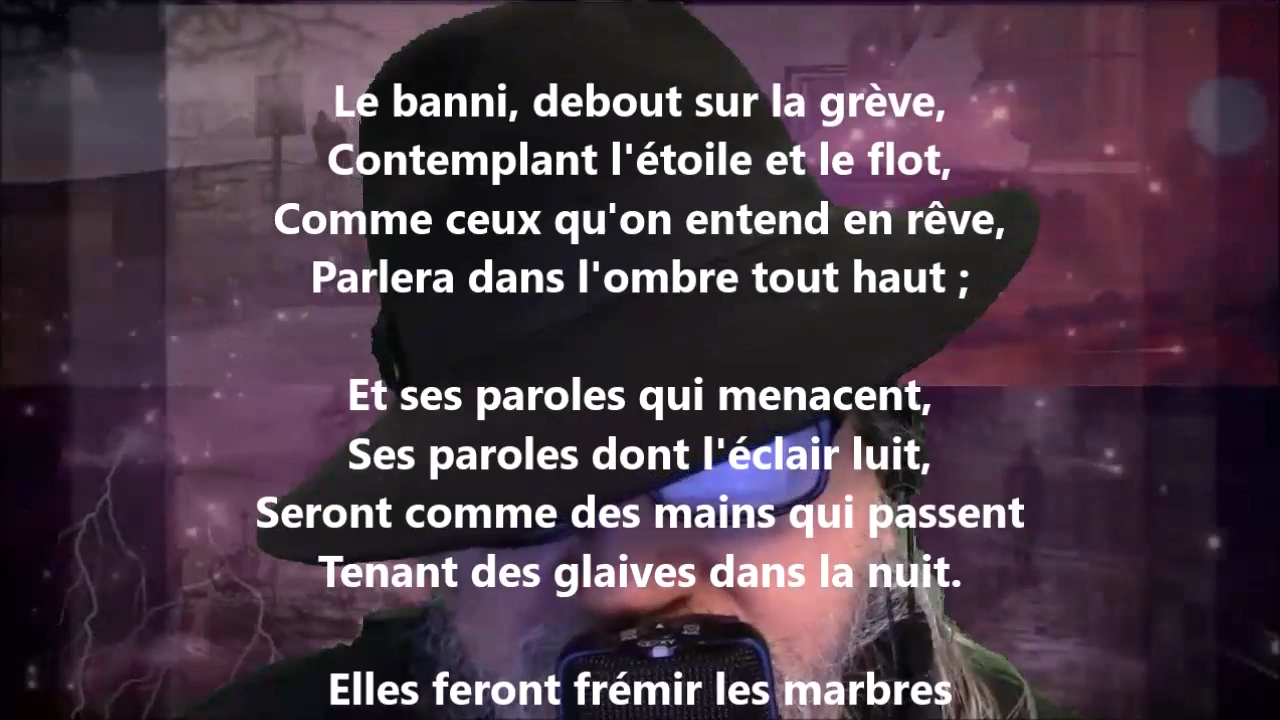 Le banni, debout sur la grève,
Contemplant l'étoile et le flot,
Comme ceux qu'on entend en rêve,
Parlera dans l'ombre tout haut ;
Et ses paroles qui menacent,
Ses paroles dont l'éclair luit,
Seront comme des mains qui passent
Tenant des glaives dans la nuit.
Elles feront frémir les marbres